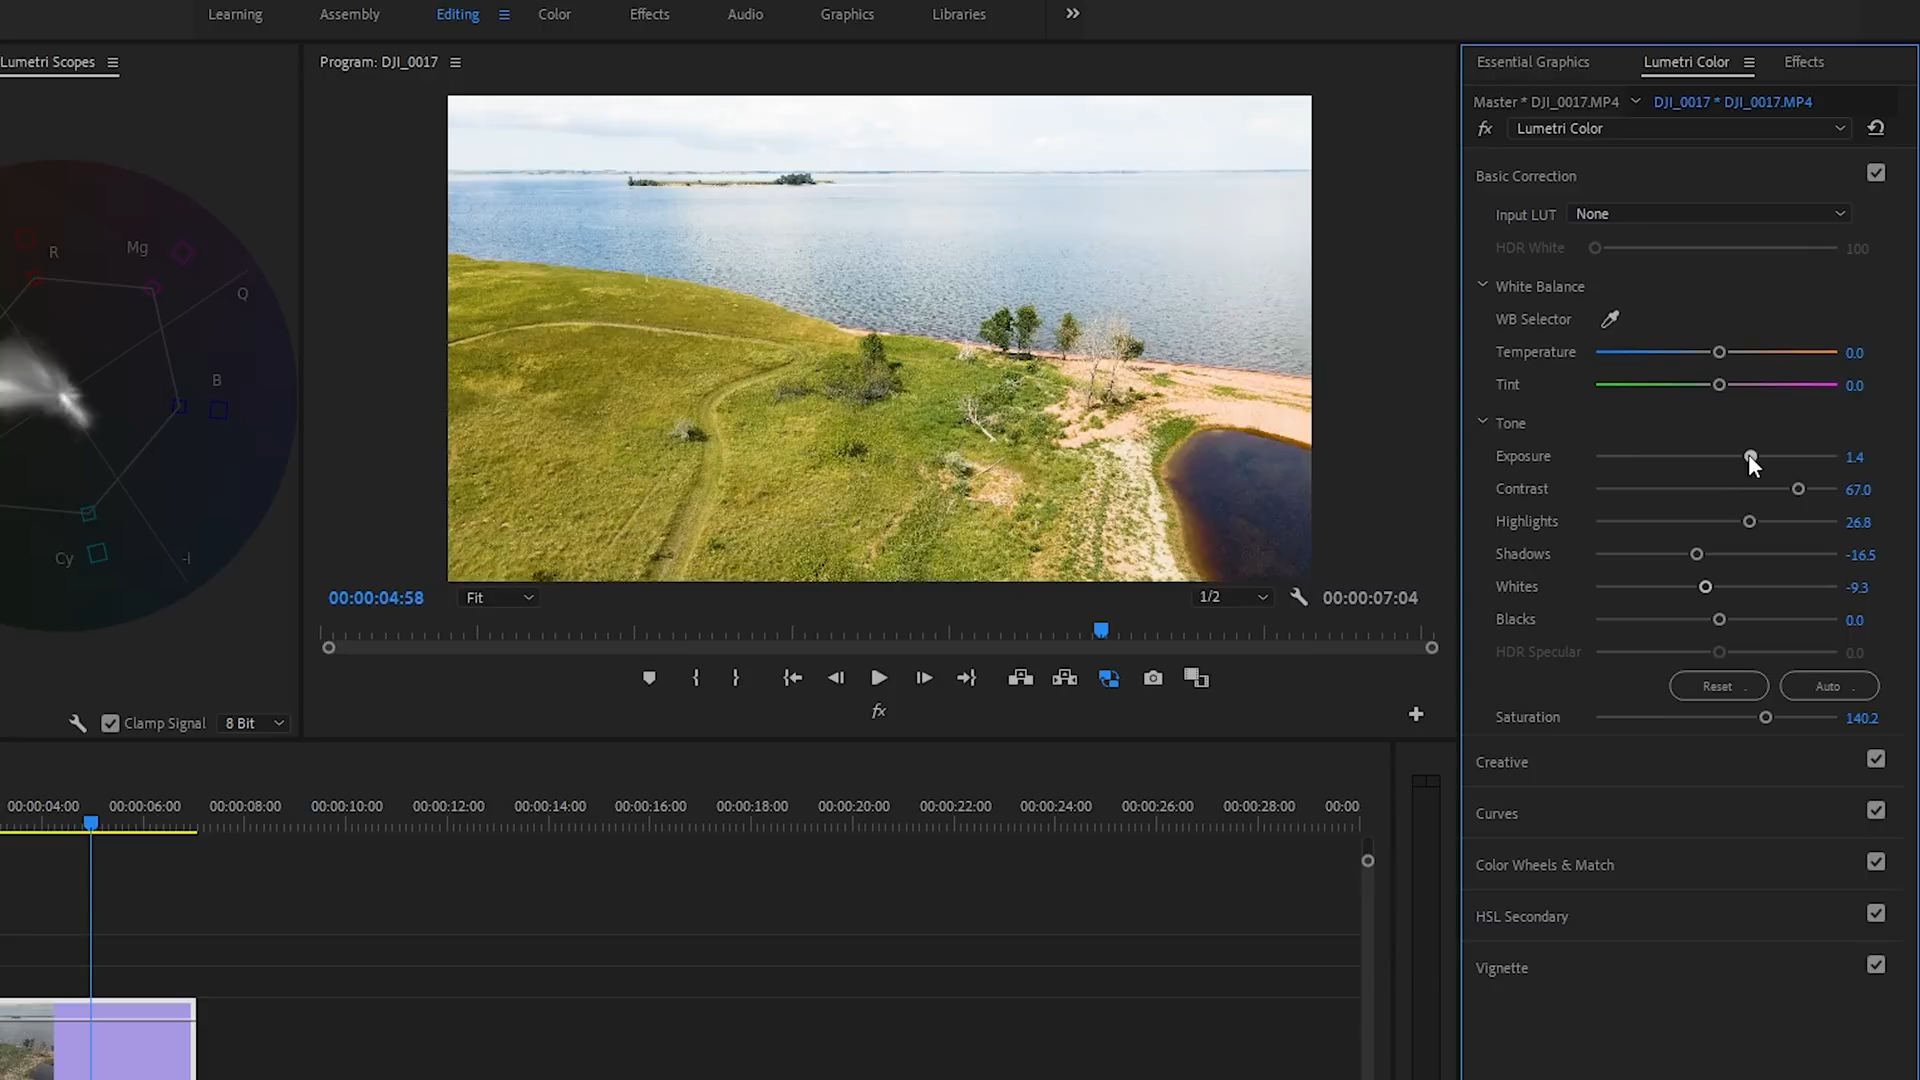 Learning Assembly Editing Color Effects Audio Graphics Libraries
Lumetri Scopes
Program: DJI_0017
Essential Graphics Lumetri Color Effects
Master * DJI_0017.MP4 DJI_0017 * DJI_0017.MP4
fx Lumetri Color
Basic Correction
Input LUT None
HDR White 100
White Balance
WB Selector
Temperature 0.0
Tint 0.0
Tone
Exposure 1.4
Contrast 67.0
Highlights 26.8
Shadows -16.5
Whites -9.3
Blacks 0.0
HDR Specular 0.0
Reset Auto
Saturation 140.2
Creative
Curves
Color Wheels & Match
HSL Secondary
Vignette
R Mg Q
B
Cy -I
Clamp Signal 8 Bit
00:00:04:58 Fit 1/2 00:00:07:04
fx
00:00:04:00 00:00:06:00 00:00:08:00 00:00:10:00 00:00:12:00 00:00:14:00 00:00:16:00 00:00:18:00 00:00:20:00 00:00:22:00 00:00:24:00 00:00:26:00 00:00:28:00 00:00